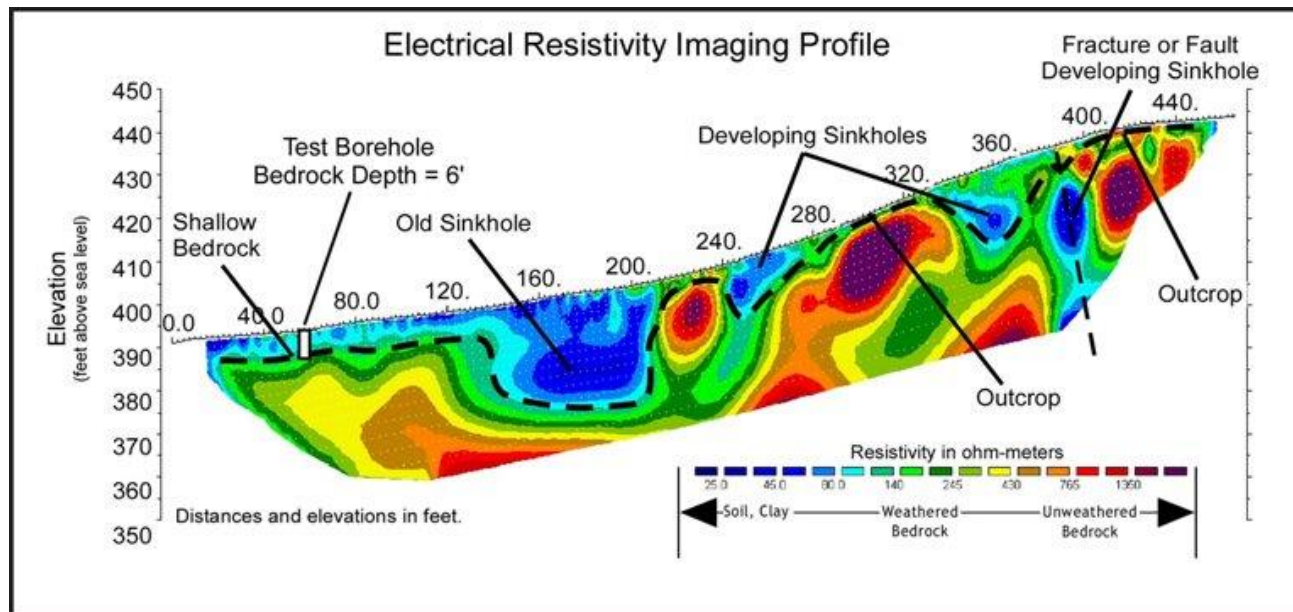 Electrical Resistivity Imaging Profile
Fracture or Fault
Developing Sinkhole
Developing Sinkholes
Test Borehole
Bedrock Depth = 6'
Shallow
Bedrock
Old Sinkhole
Outcrop
Outcrop
Elevation
(feet above sea level)
450
440
430
420
410
400
390
380
370
360
350
0.0
40.0
80.0
120.
160.
200.
240.
280.
320.
360.
400.
440.
Distances and elevations in feet.
Resistivity in ohm-meters
25.0 45.0 80.0 140 245 430 765 1350
Soil, Clay
Weathered
Bedrock
Unweathered
Bedrock